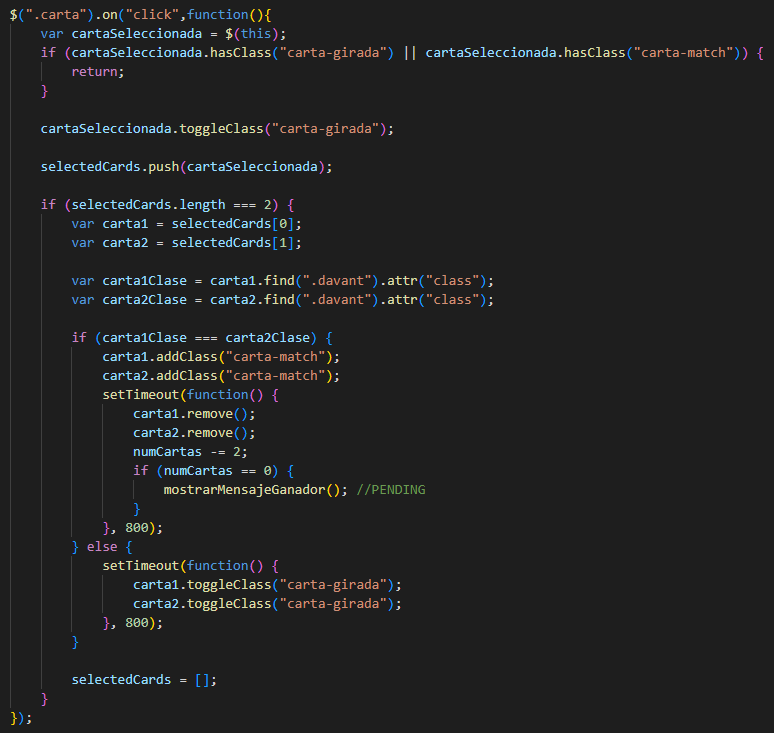 $(".carta").on("click",function(){
var cartaSeleccionada = $(this);
if (cartaSeleccionada.hasClass("carta-girada") || cartaSeleccionada.hasClass("carta-match")) {
return;
}
cartaSeleccionada.toggleClass("carta-girada");
selectedCards.push(cartaSeleccionada);
if (selectedCards.length === 2) {
var carta1 = selectedCards[0];
var carta2 = selectedCards[1];
var carta1Clase = carta1.find(".davant").attr("class");
var carta2Clase = carta2.find(".davant").attr("class");
if (carta1Clase === carta2Clase) {
carta1.addClass("carta-match");
carta2.addClass("carta-match");
setTimeout(function() {
carta1.remove();
carta2.remove();
numCartas -= 2;
if (numCartas == 0) {
mostrarMensajeGanador(); //PENDING
}
}, 800);
} else {
setTimeout(function() {
carta1.toggleClass("carta-girada");
carta2.toggleClass("carta-girada");
}, 800);
}
selectedCards = [];
}
});